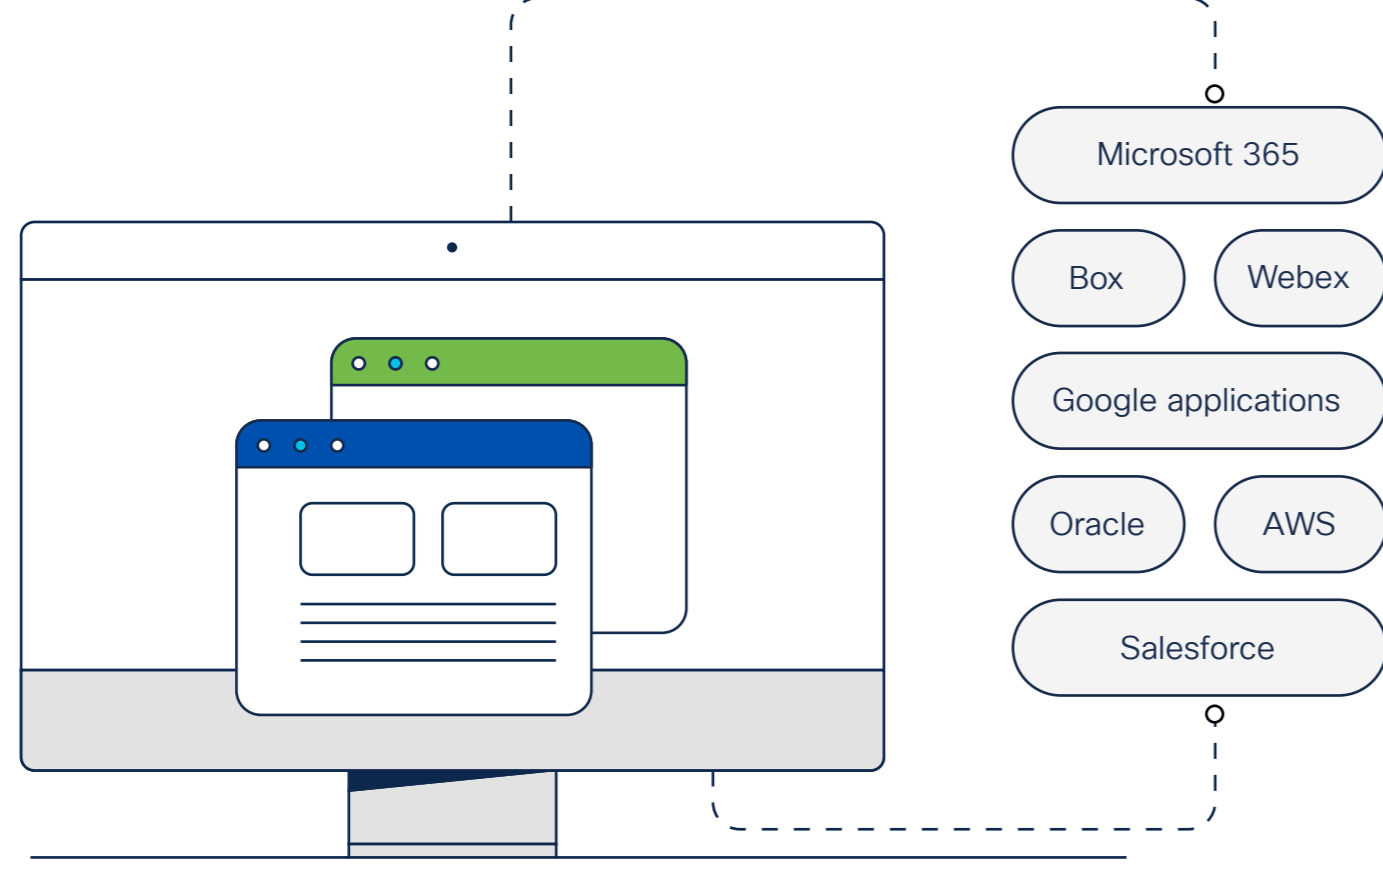 Microsoft 365
Box
Webex
Google applications
Oracle
AWS
Salesforce